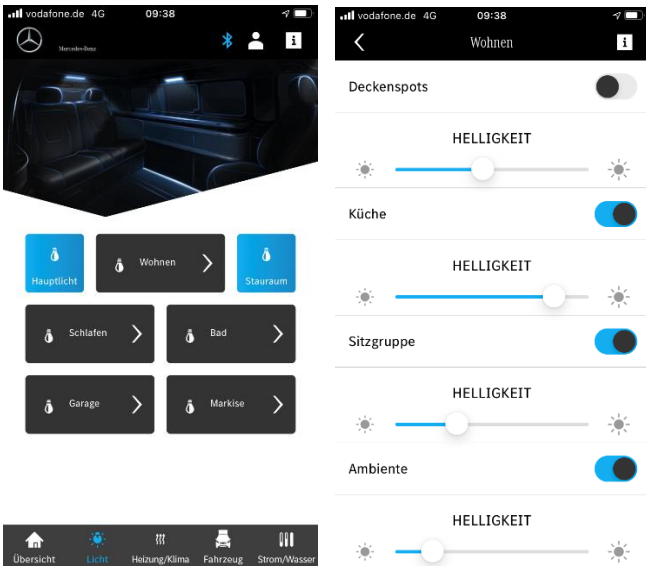 vodafone.de 4G 09:38
Mercedes-Benz
i
Hauptlicht
Wohnen
Stauraum
Schlafen
Bad
Garage
Markise
Übersicht
Licht
Heizung/Klima
Fahrzeug
Strom/Wasser
vodafone.de 4G 09:38
Wohnen
i
Deckenspots
HELLIGKEIT
Küche
HELLIGKEIT
Sitzgruppe
HELLIGKEIT
Ambiente
HELLIGKEIT